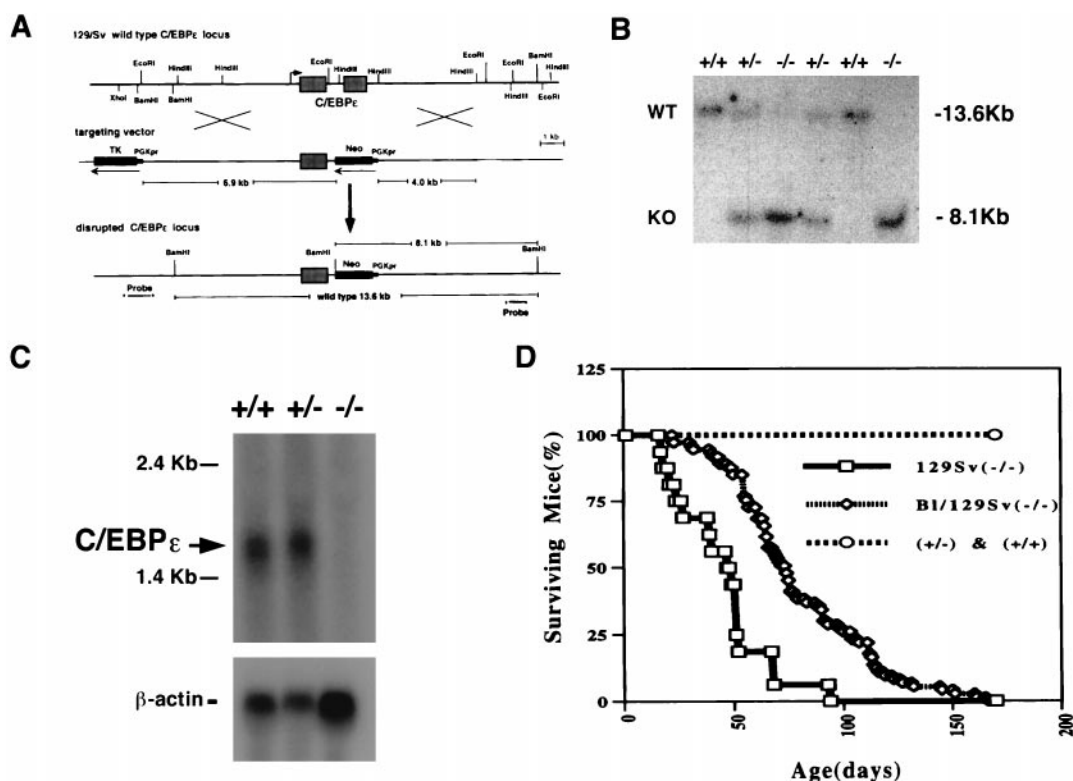 A
129/Sv wild type C/EBPε locus
EcoRI HindIII HindIII EcoRI HindIII HindIII HindIII EcoRI EcoRI BamHI HindIII
XhoI BamHI BamHI C/EBPε HindIII EcoRI
targeting vector
1 kb
TK PGKpr Neo PGKpr
6.9 kb 4.0 kb
disrupted C/EBPε locus
8.1 kb
BamHI BamHI Neo PGKpr BamHI
Probe wild type 13.6 kb Probe
B
+/+ +/- -/- +/- +/+ -/-
WT -13.6Kb
KO - 8.1Kb
C
+/+ +/- -/-
2.4 Kb
C/EBPε
1.4 Kb
β-actin
D
125
100
75
50
25
0
Surviving Mice(%)
129Sv(-/-)
Bl/129Sv(-/-)
(+/-) & (+/+)
0 50 100 150 200
Age(days)